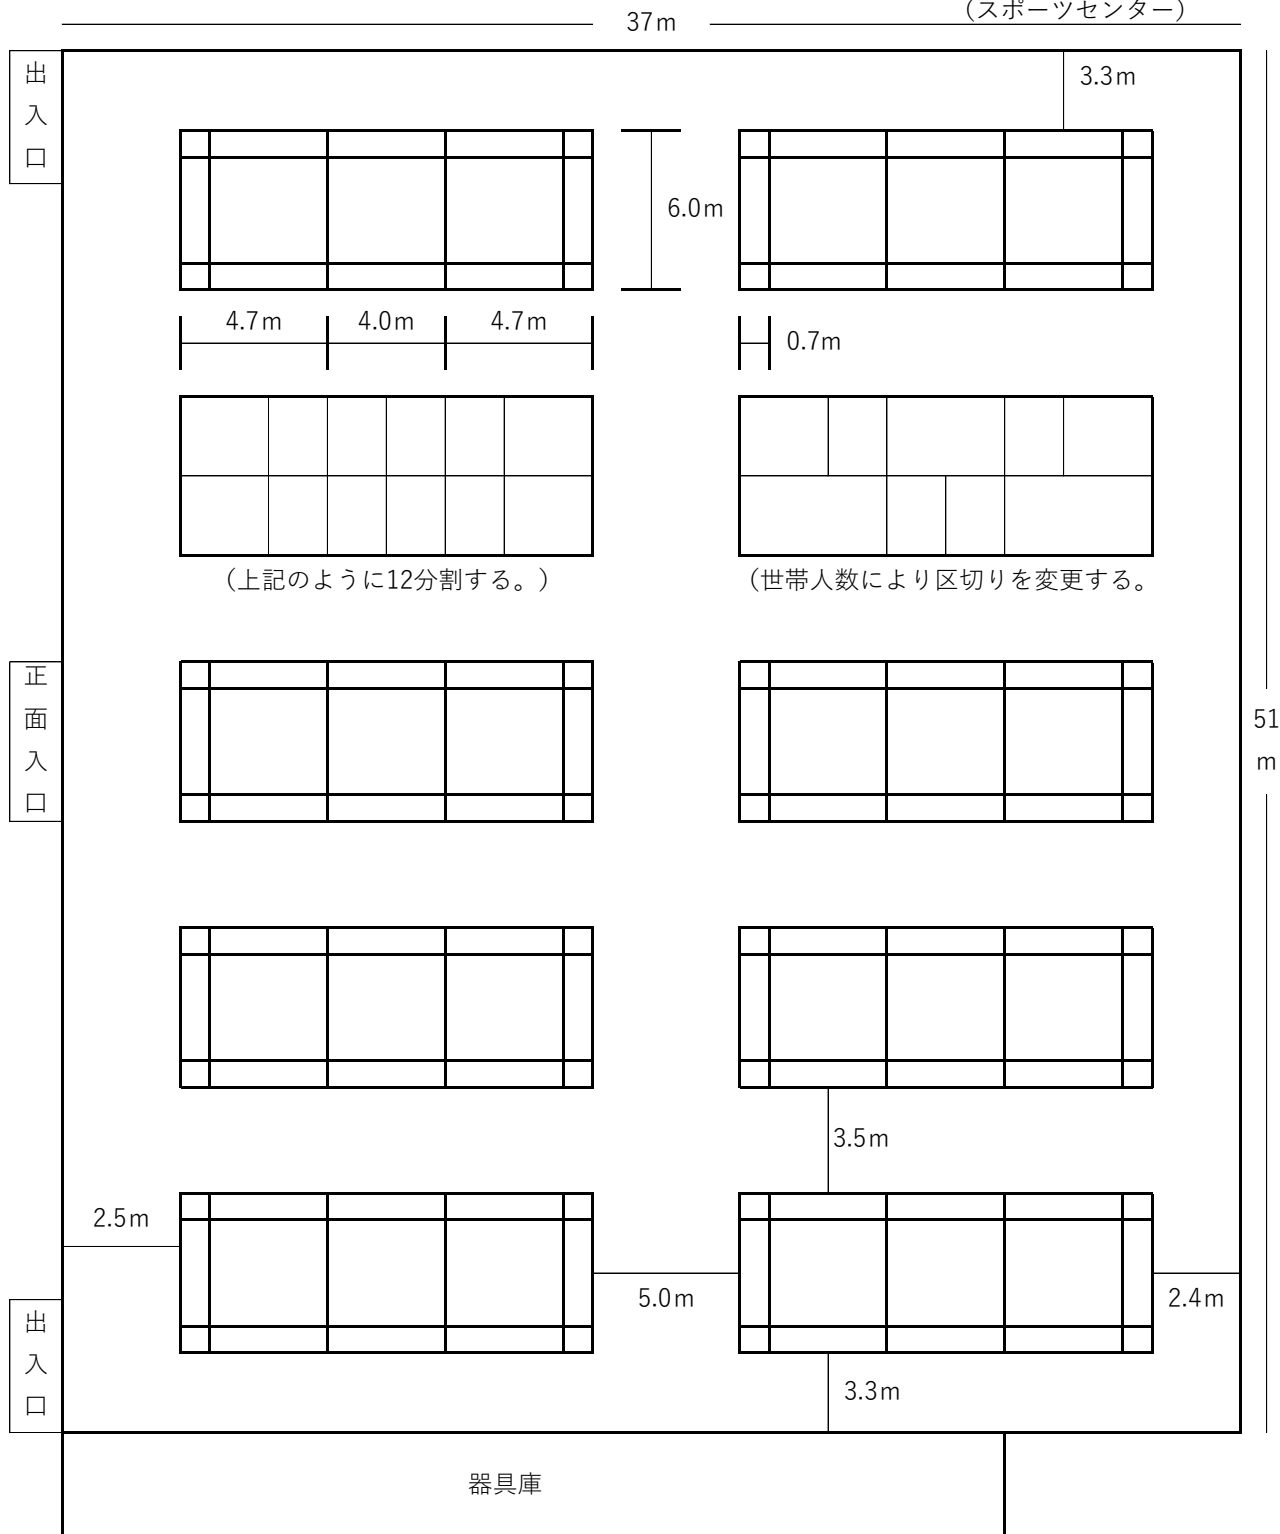 （スポーツセンター）
37m
出入口
3.3m
6.0m
4.7m
4.0m
4.7m
0.7m
（上記のように12分割する。）
（世帯人数により区切りを変更する。
正面入口
51
m
3.5m
2.5m
5.0m
2.4m
出入口
3.3m
器具庫